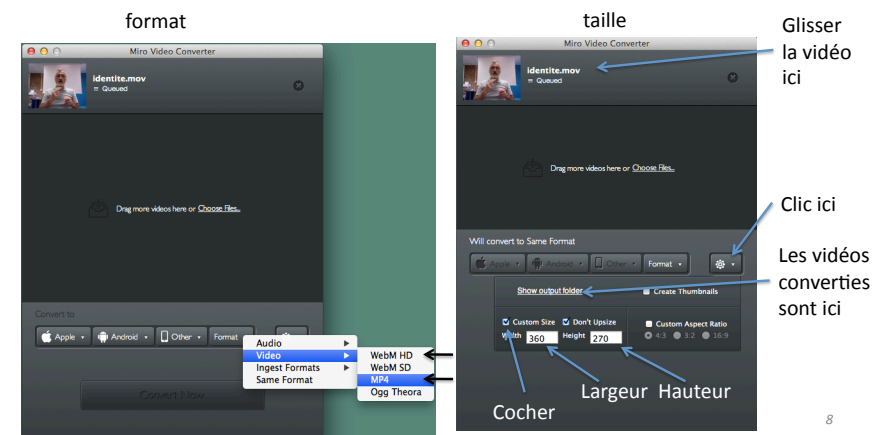 format
Miro Video Converter
identite.mov
= Queued
Drag more videos here or Choose Files...
Convert to
Apple
Android
Other
Format
Audio
Video
Ingest Formats
Same Format
WebM HD
WebM SD
MP4
Ogg Theora
Convert Now
taille
Miro Video Converter
identite.mov
= Queued
Drag more videos here or Choose Files...
Will convert to Same Format
Apple
Android
Other
Format
Show output folder
Create Thumbnails
Custom Size
Don't Upsize
Custom Aspect Ratio
Width 360
Height 270
4:3
3:2
16:9
Glisser
la vidéo
ici
Clic ici
Les vidéos
converties
sont ici
Cocher
Largeur
Hauteur
8